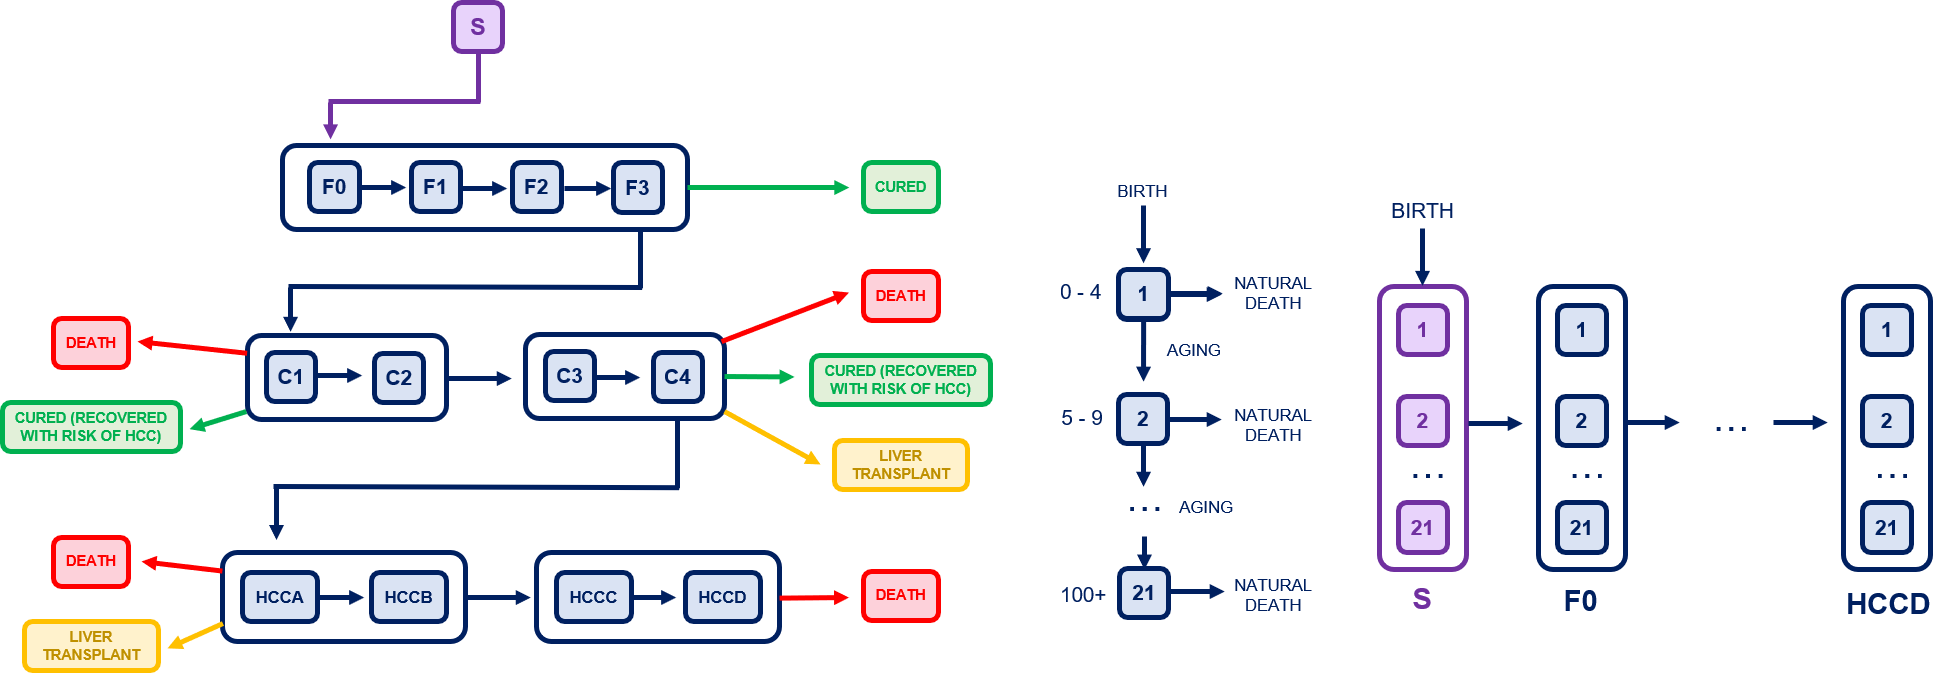 S
F0
F1
F2
F3
CURED
DEATH
CURED (RECOVERED
WITH RISK OF HCC)
C1
C2
C3
C4
DEATH
CURED (RECOVERED
WITH RISK OF HCC)
LIVER
TRANSPLANT
DEATH
LIVER
TRANSPLANT
HCCA
HCCB
HCCC
HCCD
DEATH
BIRTH
0 - 4
1
NATURAL
DEATH
AGING
5 - 9
2
NATURAL
DEATH
...
AGING
100+
21
NATURAL
DEATH
BIRTH
1
2
...
21
S
1
2
...
21
F0
...
1
2
...
21
HCCD